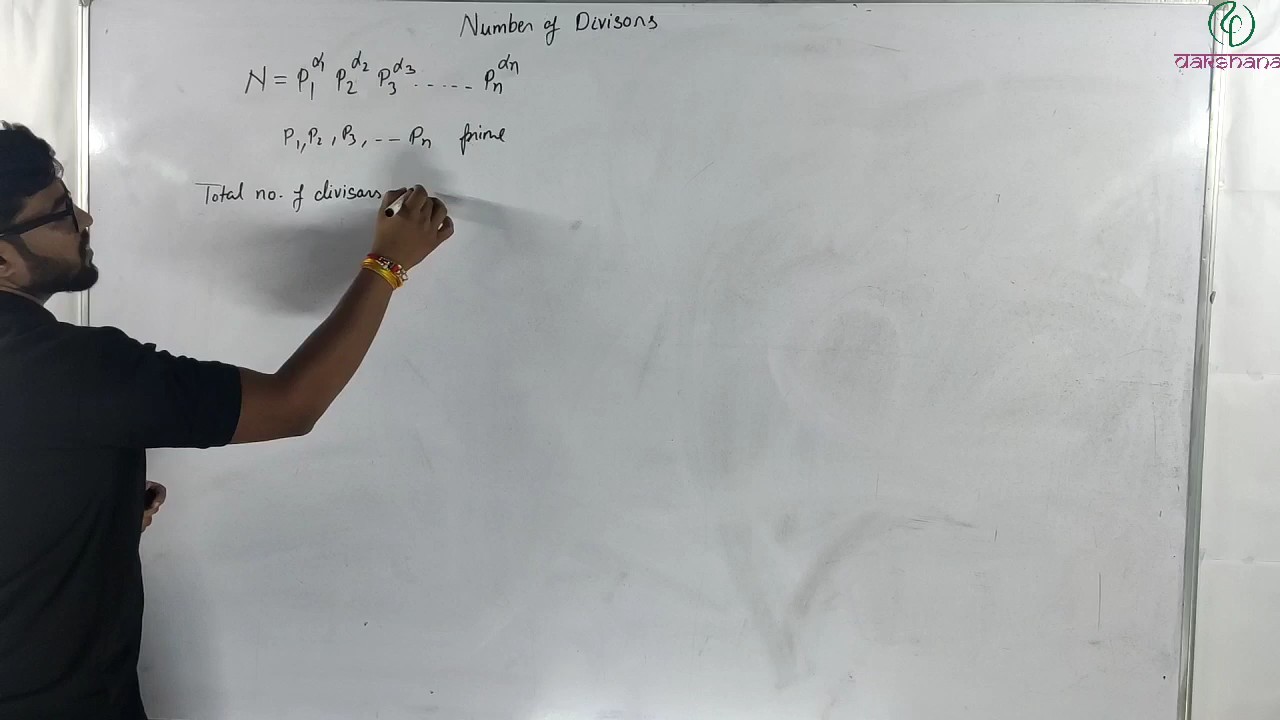 Number of Divisons
N = P₁^α₁ P₂^α₂ P₃^α₃ ...... Pₙ^αₙ
P₁, P₂, P₃, --- Pₙ prime
Total no. of divisors
dakshana